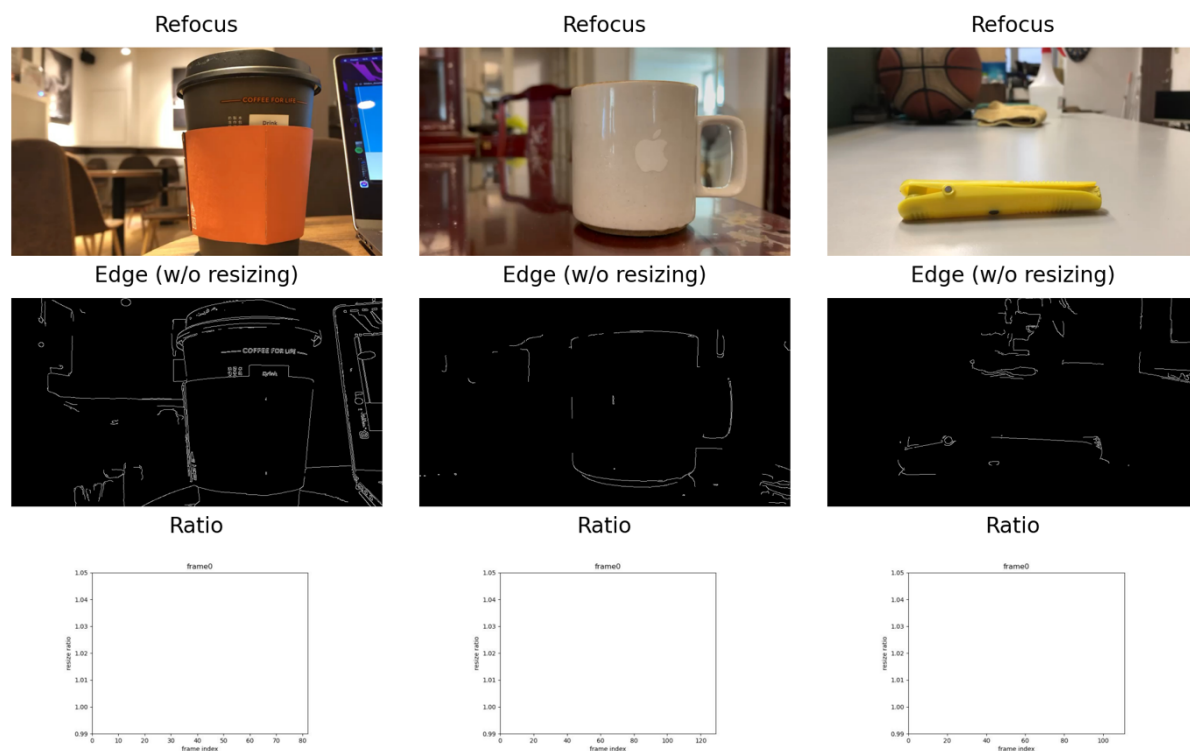 Refocus Refocus Refocus
COFFEE FOR LIFE
Drink
Edge (w/o resizing) Edge (w/o resizing) Edge (w/o resizing)
COFFEE FOR LIFE
Drink
Ratio Ratio Ratio
frame0 frame0 frame0
1.05 1.05 1.05
1.04 1.04 1.04
1.03 1.03 1.03
1.02 1.02 1.02
1.01 1.01 1.01
1.00 1.00 1.00
0.99 0.99 0.99
resize ratio resize ratio resize ratio
0 10 20 30 40 50 60 70 80 0 20 40 60 80 100 120 0 20 40 60 80 100
frame index frame index frame index